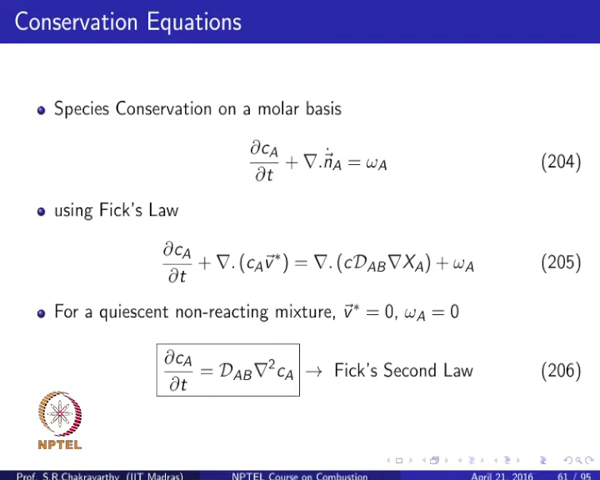 Conservation Equations
• Species Conservation on a molar basis
∂c_A/∂t + ∇.n⃗̇_A = ω_A (204)
• using Fick's Law
∂c_A/∂t + ∇.(c_A v⃗*) = ∇.(c𝒟_AB∇X_A) + ω_A (205)
• For a quiescent non-reacting mixture, v⃗* = 0, ω_A = 0
∂c_A/∂t = 𝒟_AB∇²c_A → Fick's Second Law (206)
NPTEL
Prof. S.R.Chakravarthy (IIT Madras) NPTEL Course on Combustion April 21, 2016 61 / 95